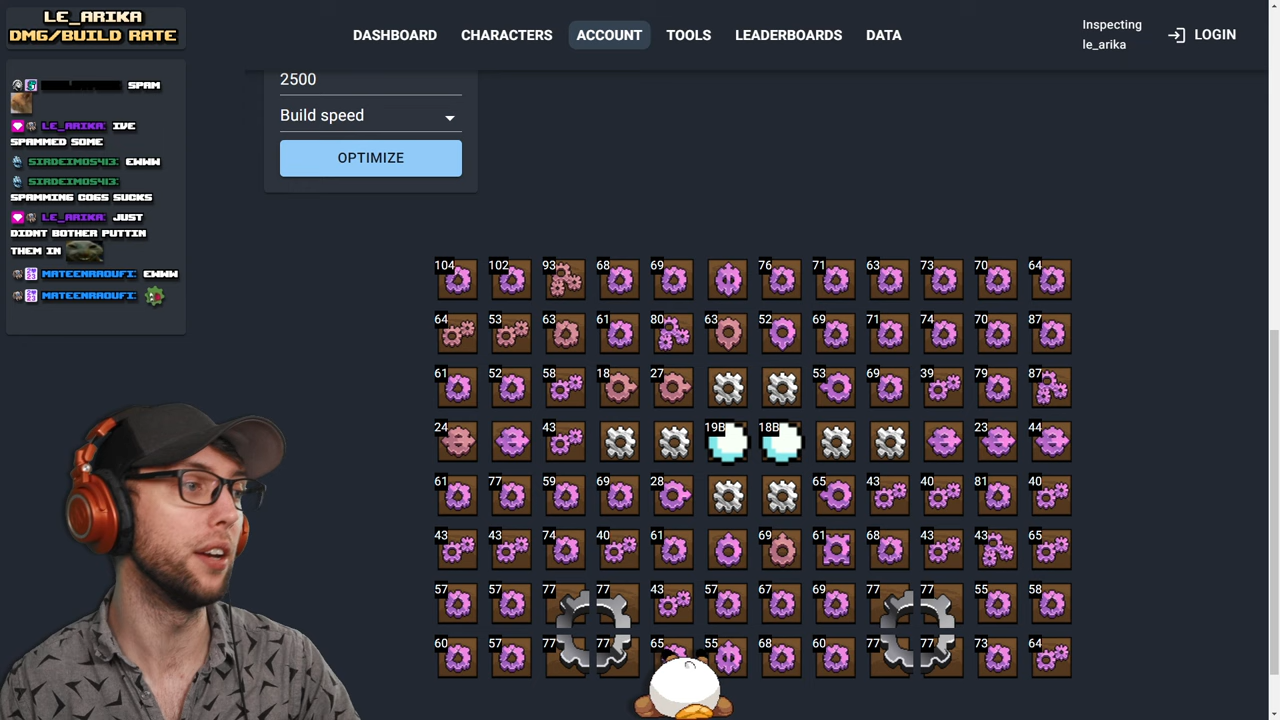 LE_ARIKA
DMG/BUILD RATE
DASHBOARD CHARACTERS ACCOUNT TOOLS LEADERBOARDS DATA
Inspecting
le_arika
LOGIN
SPAM
LE_ARIKA: IVE
SPAMMED SOME
SIRDEIMOS413: EWWW
SIRDEIMOS413:
SPAMMING COGS SUCKS
LE_ARIKA: JUST
DIDNT BOTHER PUTTIN
THEM IN
MATEENRAOUFI: EWWW
MATEENRAOUFI:
2500
Build speed
OPTIMIZE
104 102 93 68 69 76 71 63 73 70 64
64 53 63 61 80 63 52 69 71 74 70 87
61 52 58 18 27 53 69 39 79 87
24 43 19B 18B 23 44
61 77 59 69 28 65 43 40 81 40
43 43 74 40 61 69 61 68 43 43 65
57 57 77 77 43 57 67 69 77 77 55 58
60 57 77 77 65 55 68 60 77 77 73 64